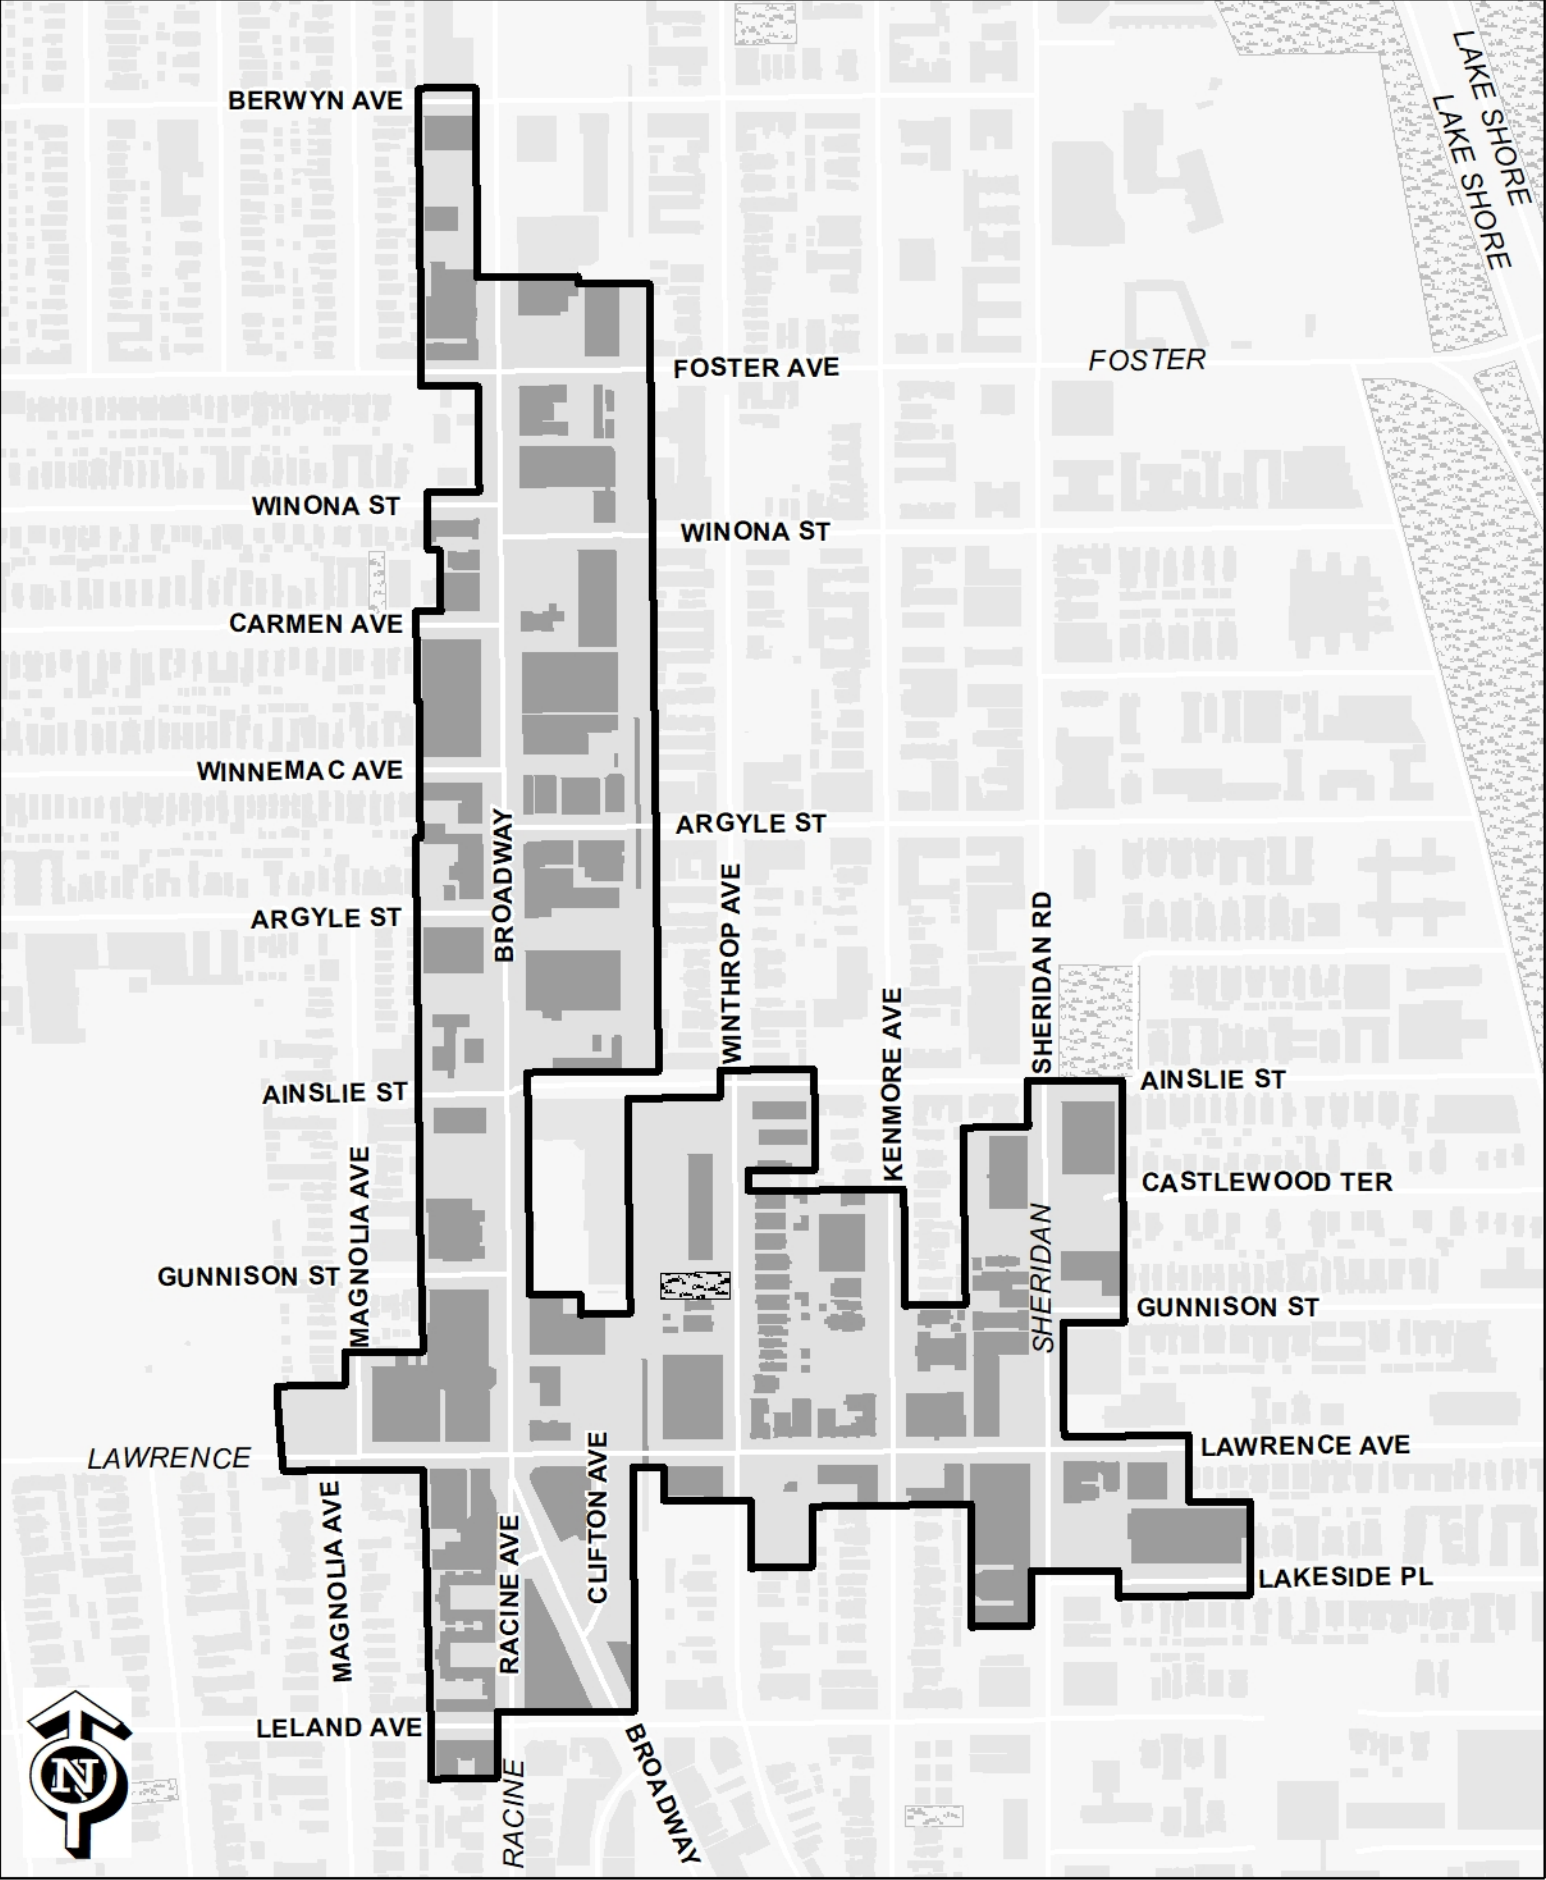 LAKE SHORE
LAKE SHORE
BERWYN AVE
FOSTER AVE
FOSTER
WINONA ST
WINONA ST
CARMEN AVE
WINNEMAC AVE
ARGYLE ST
BROADWAY
ARGYLE ST
WINTHROP AVE
SHERIDAN RD
KENMORE AVE
AINSLIE ST
AINSLIE ST
CASTLEWOOD TER
MAGNOLIA AVE
SHERIDAN
GUNNISON ST
GUNNISON ST
LAWRENCE
LAWRENCE AVE
CLIFTON AVE
MAGNOLIA AVE
RACINE AVE
LAKESIDE PL
LELAND AVE
BROADWAY
RACINE
N